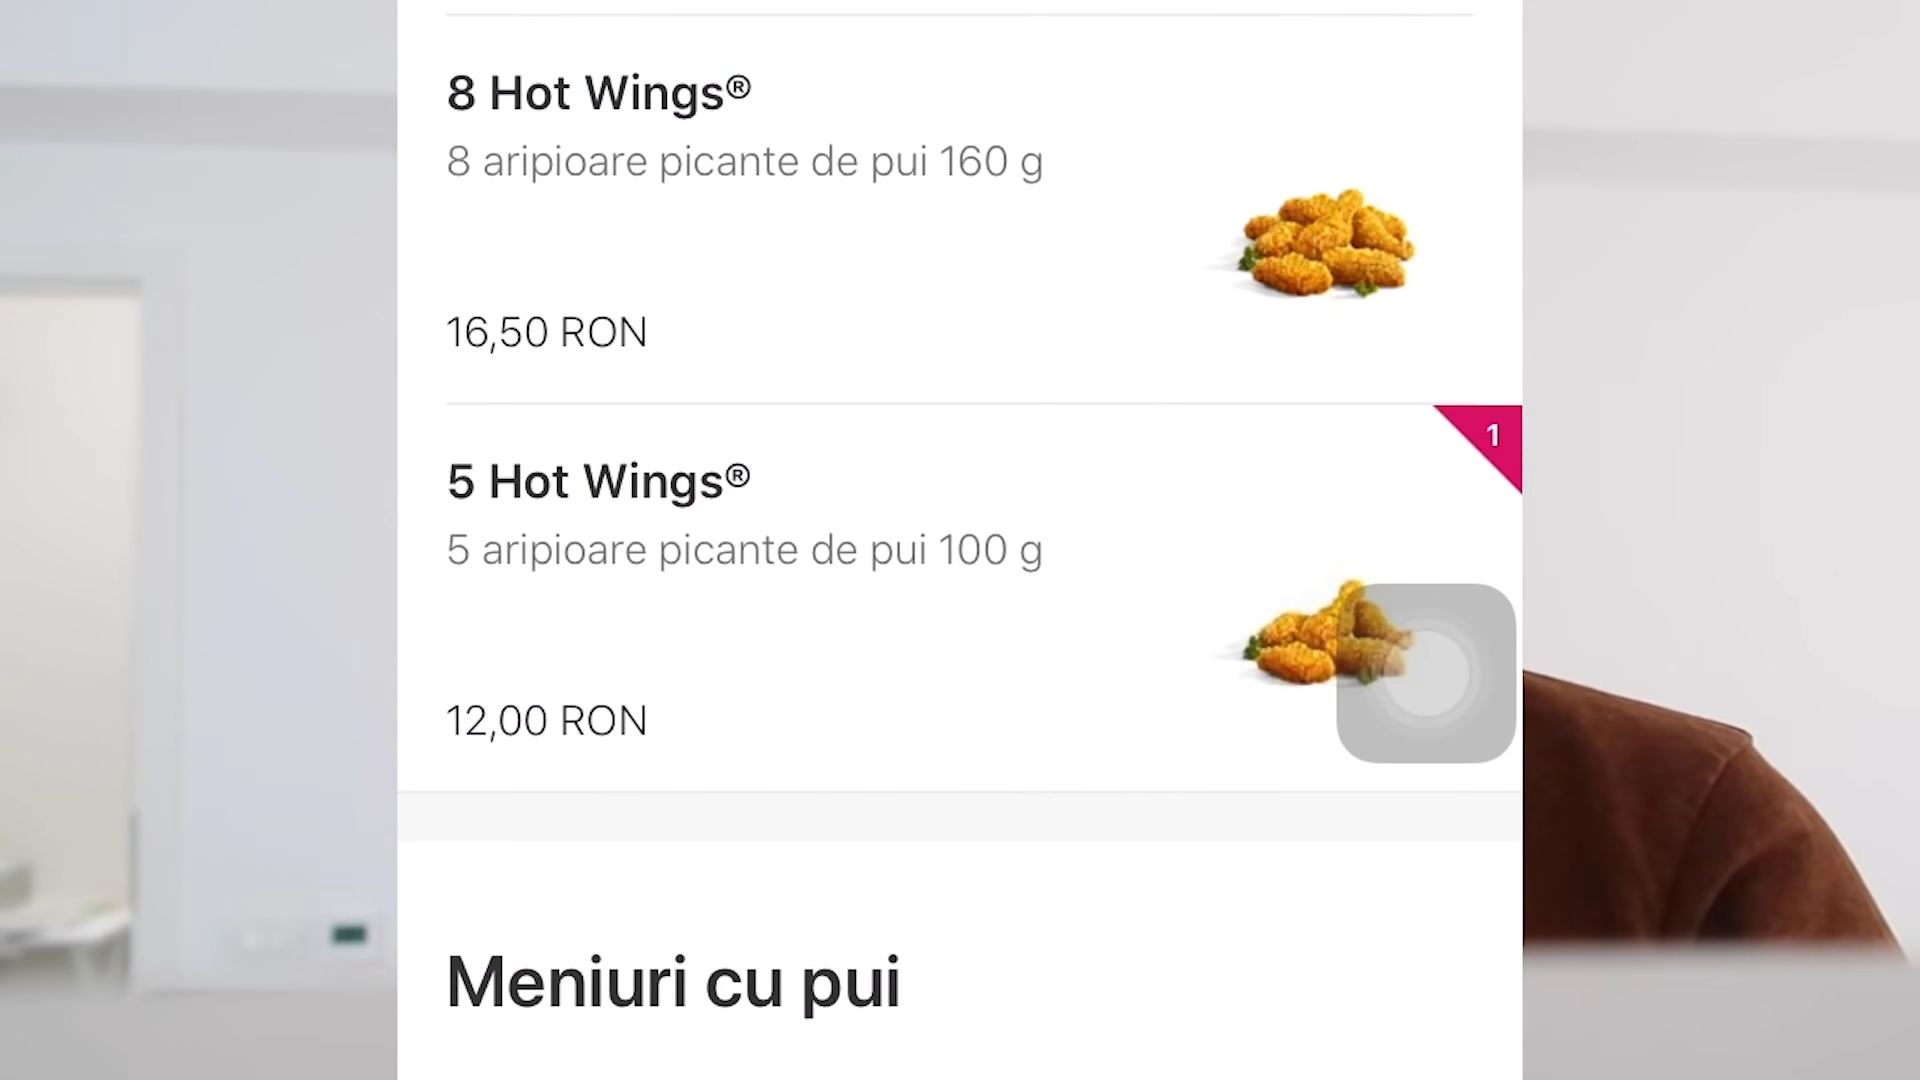 8 Hot Wings®
8 aripioare picante de pui 160 g
16,50 RON
1
5 Hot Wings®
5 aripioare picante de pui 100 g
12,00 RON
Meniuri cu pui